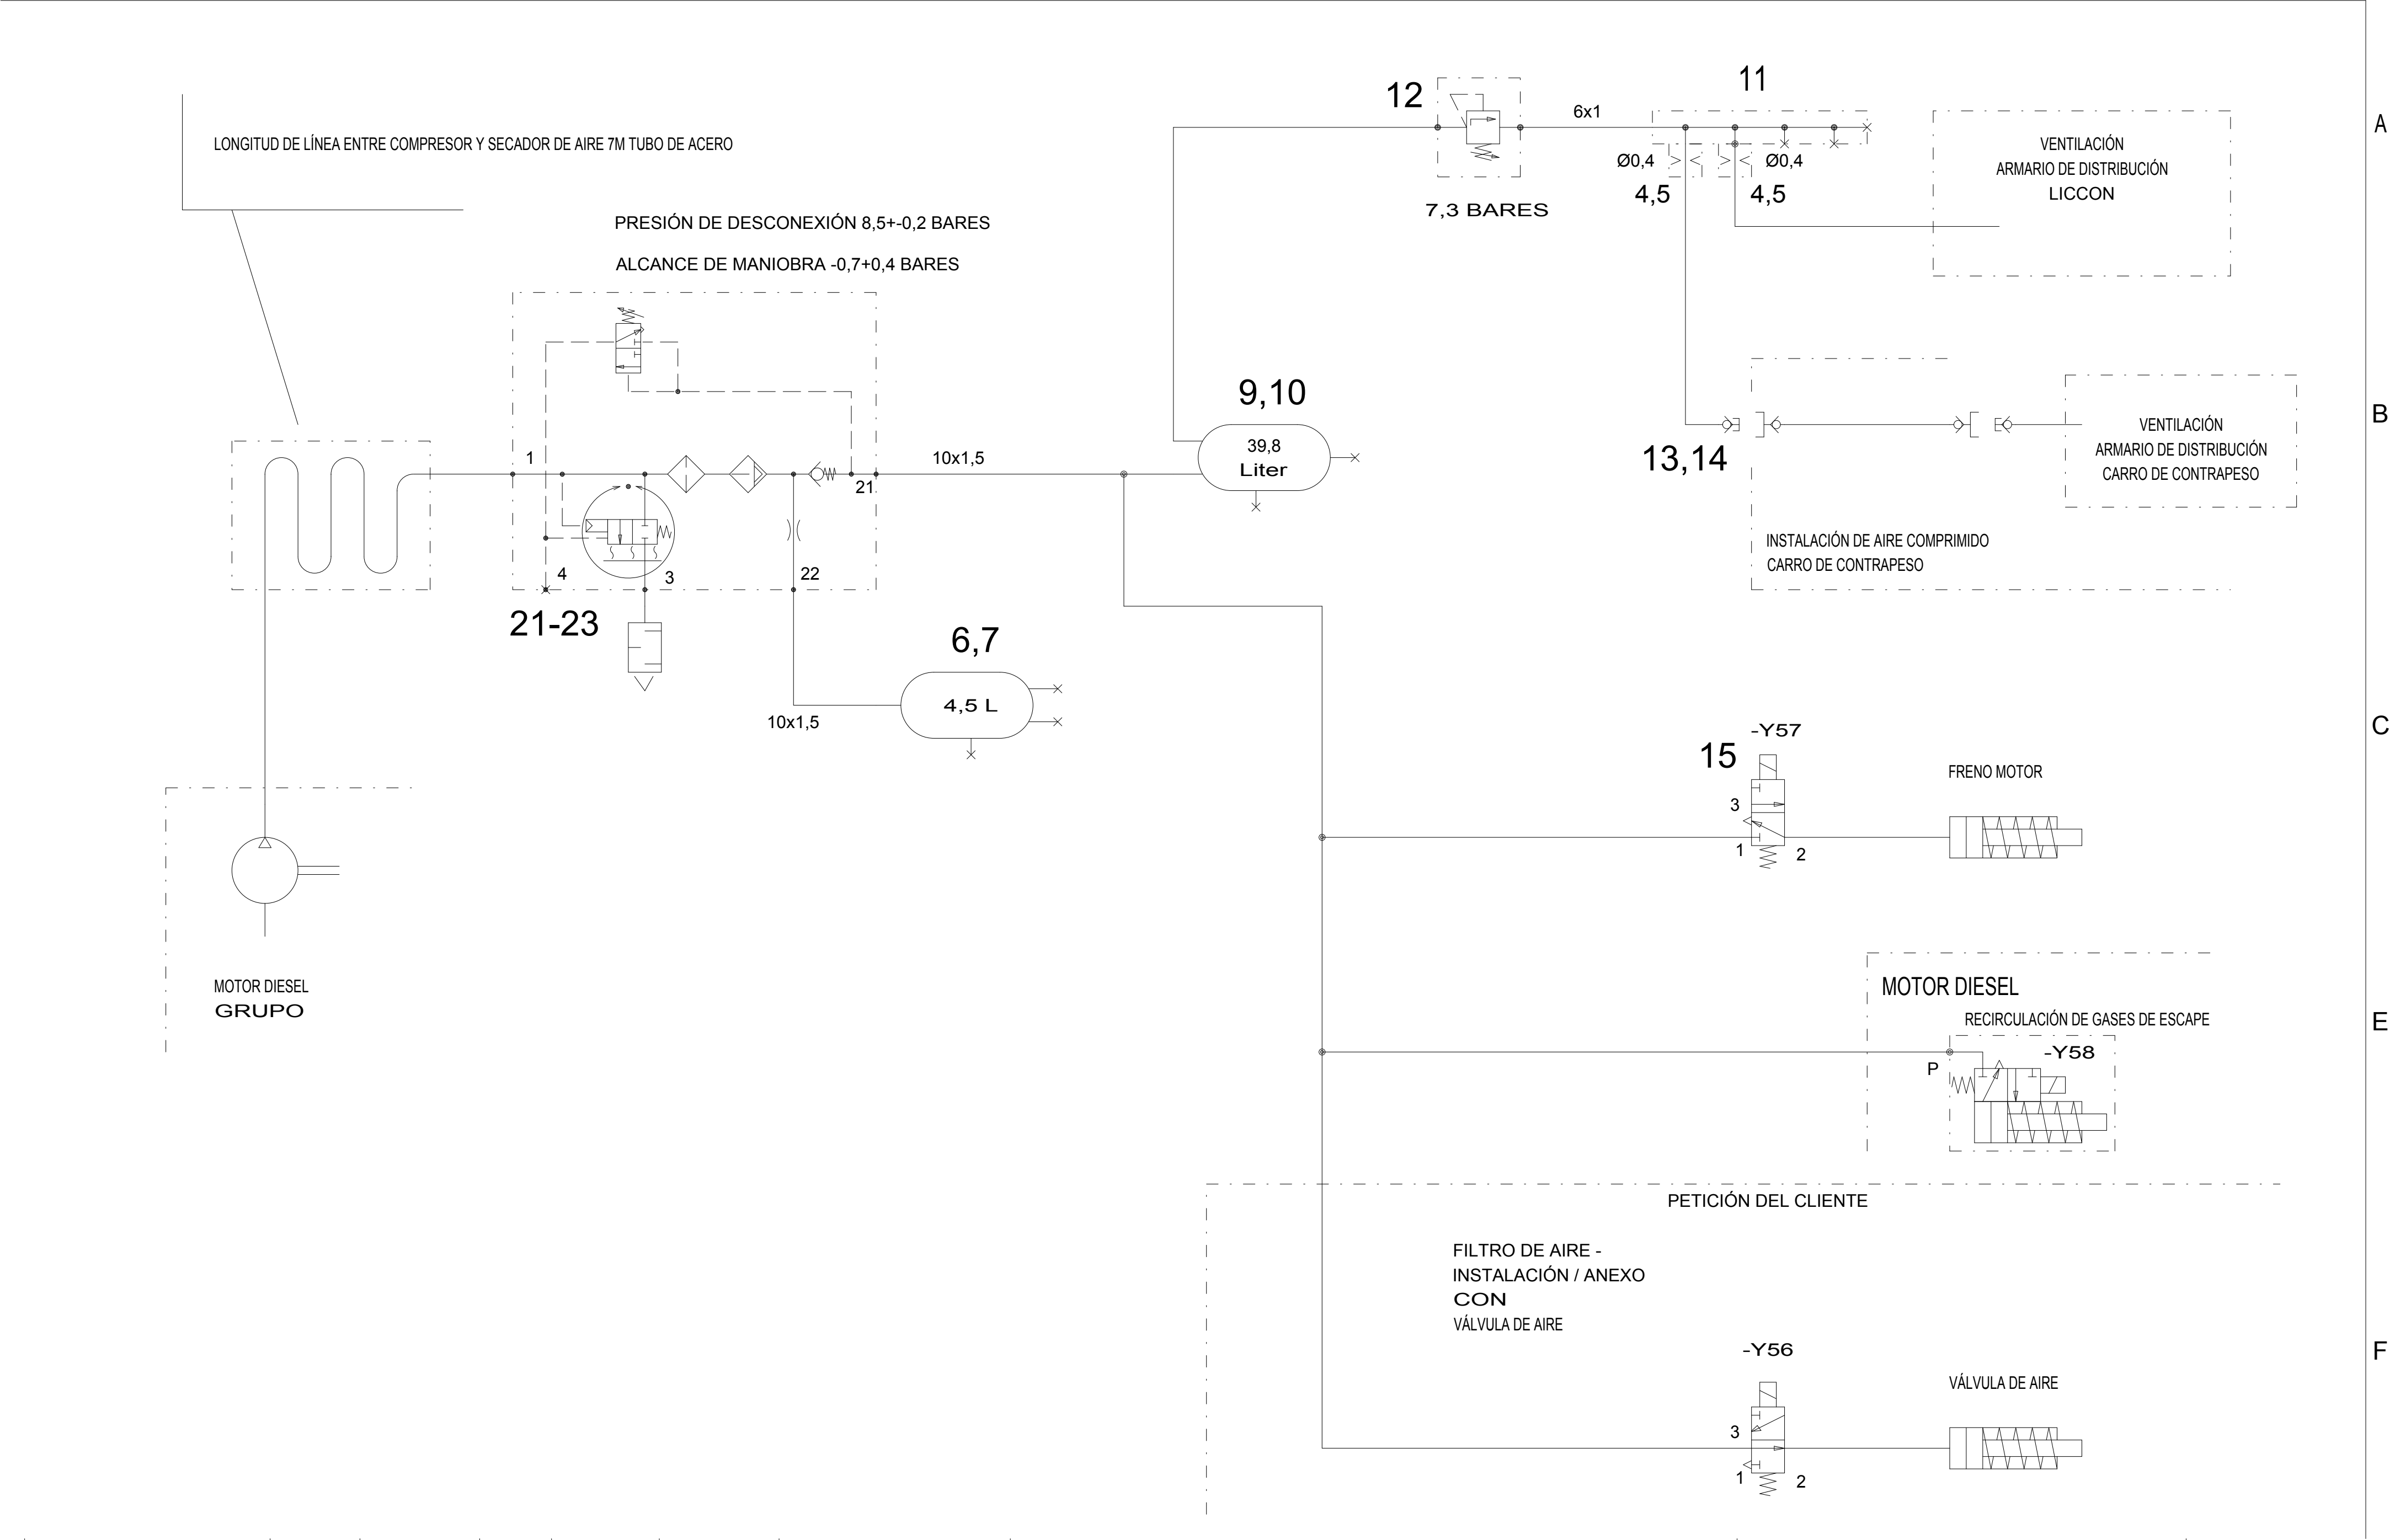 11
12
6x1
A
LONGITUD DE LÍNEA ENTRE COMPRESOR Y SECADOR DE AIRE 7M TUBO DE ACERO
Ø0,4
Ø0,4
4,5
4,5
VENTILACIÓN
ARMARIO DE DISTRIBUCIÓN
LICCON
7,3 BARES
PRESIÓN DE DESCONEXIÓN 8,5+-0,2 BARES
ALCANCE DE MANIOBRA -0,7+0,4 BARES
9,10
39,8
Liter
B
VENTILACIÓN
ARMARIO DE DISTRIBUCIÓN
CARRO DE CONTRAPESO
13,14
1
10x1,5
21
INSTALACIÓN DE AIRE COMPRIMIDO
CARRO DE CONTRAPESO
4
3
22
21-23
6,7
4,5 L
10x1,5
C
-Y57
15
FRENO MOTOR
3
1
2
MOTOR DIESEL
GRUPO
MOTOR DIESEL
RECIRCULACIÓN DE GASES DE ESCAPE
E
-Y58
P
PETICIÓN DEL CLIENTE
FILTRO DE AIRE -
INSTALACIÓN / ANEXO
CON
VÁLVULA DE AIRE
-Y56
F
VÁLVULA DE AIRE
3
1
2